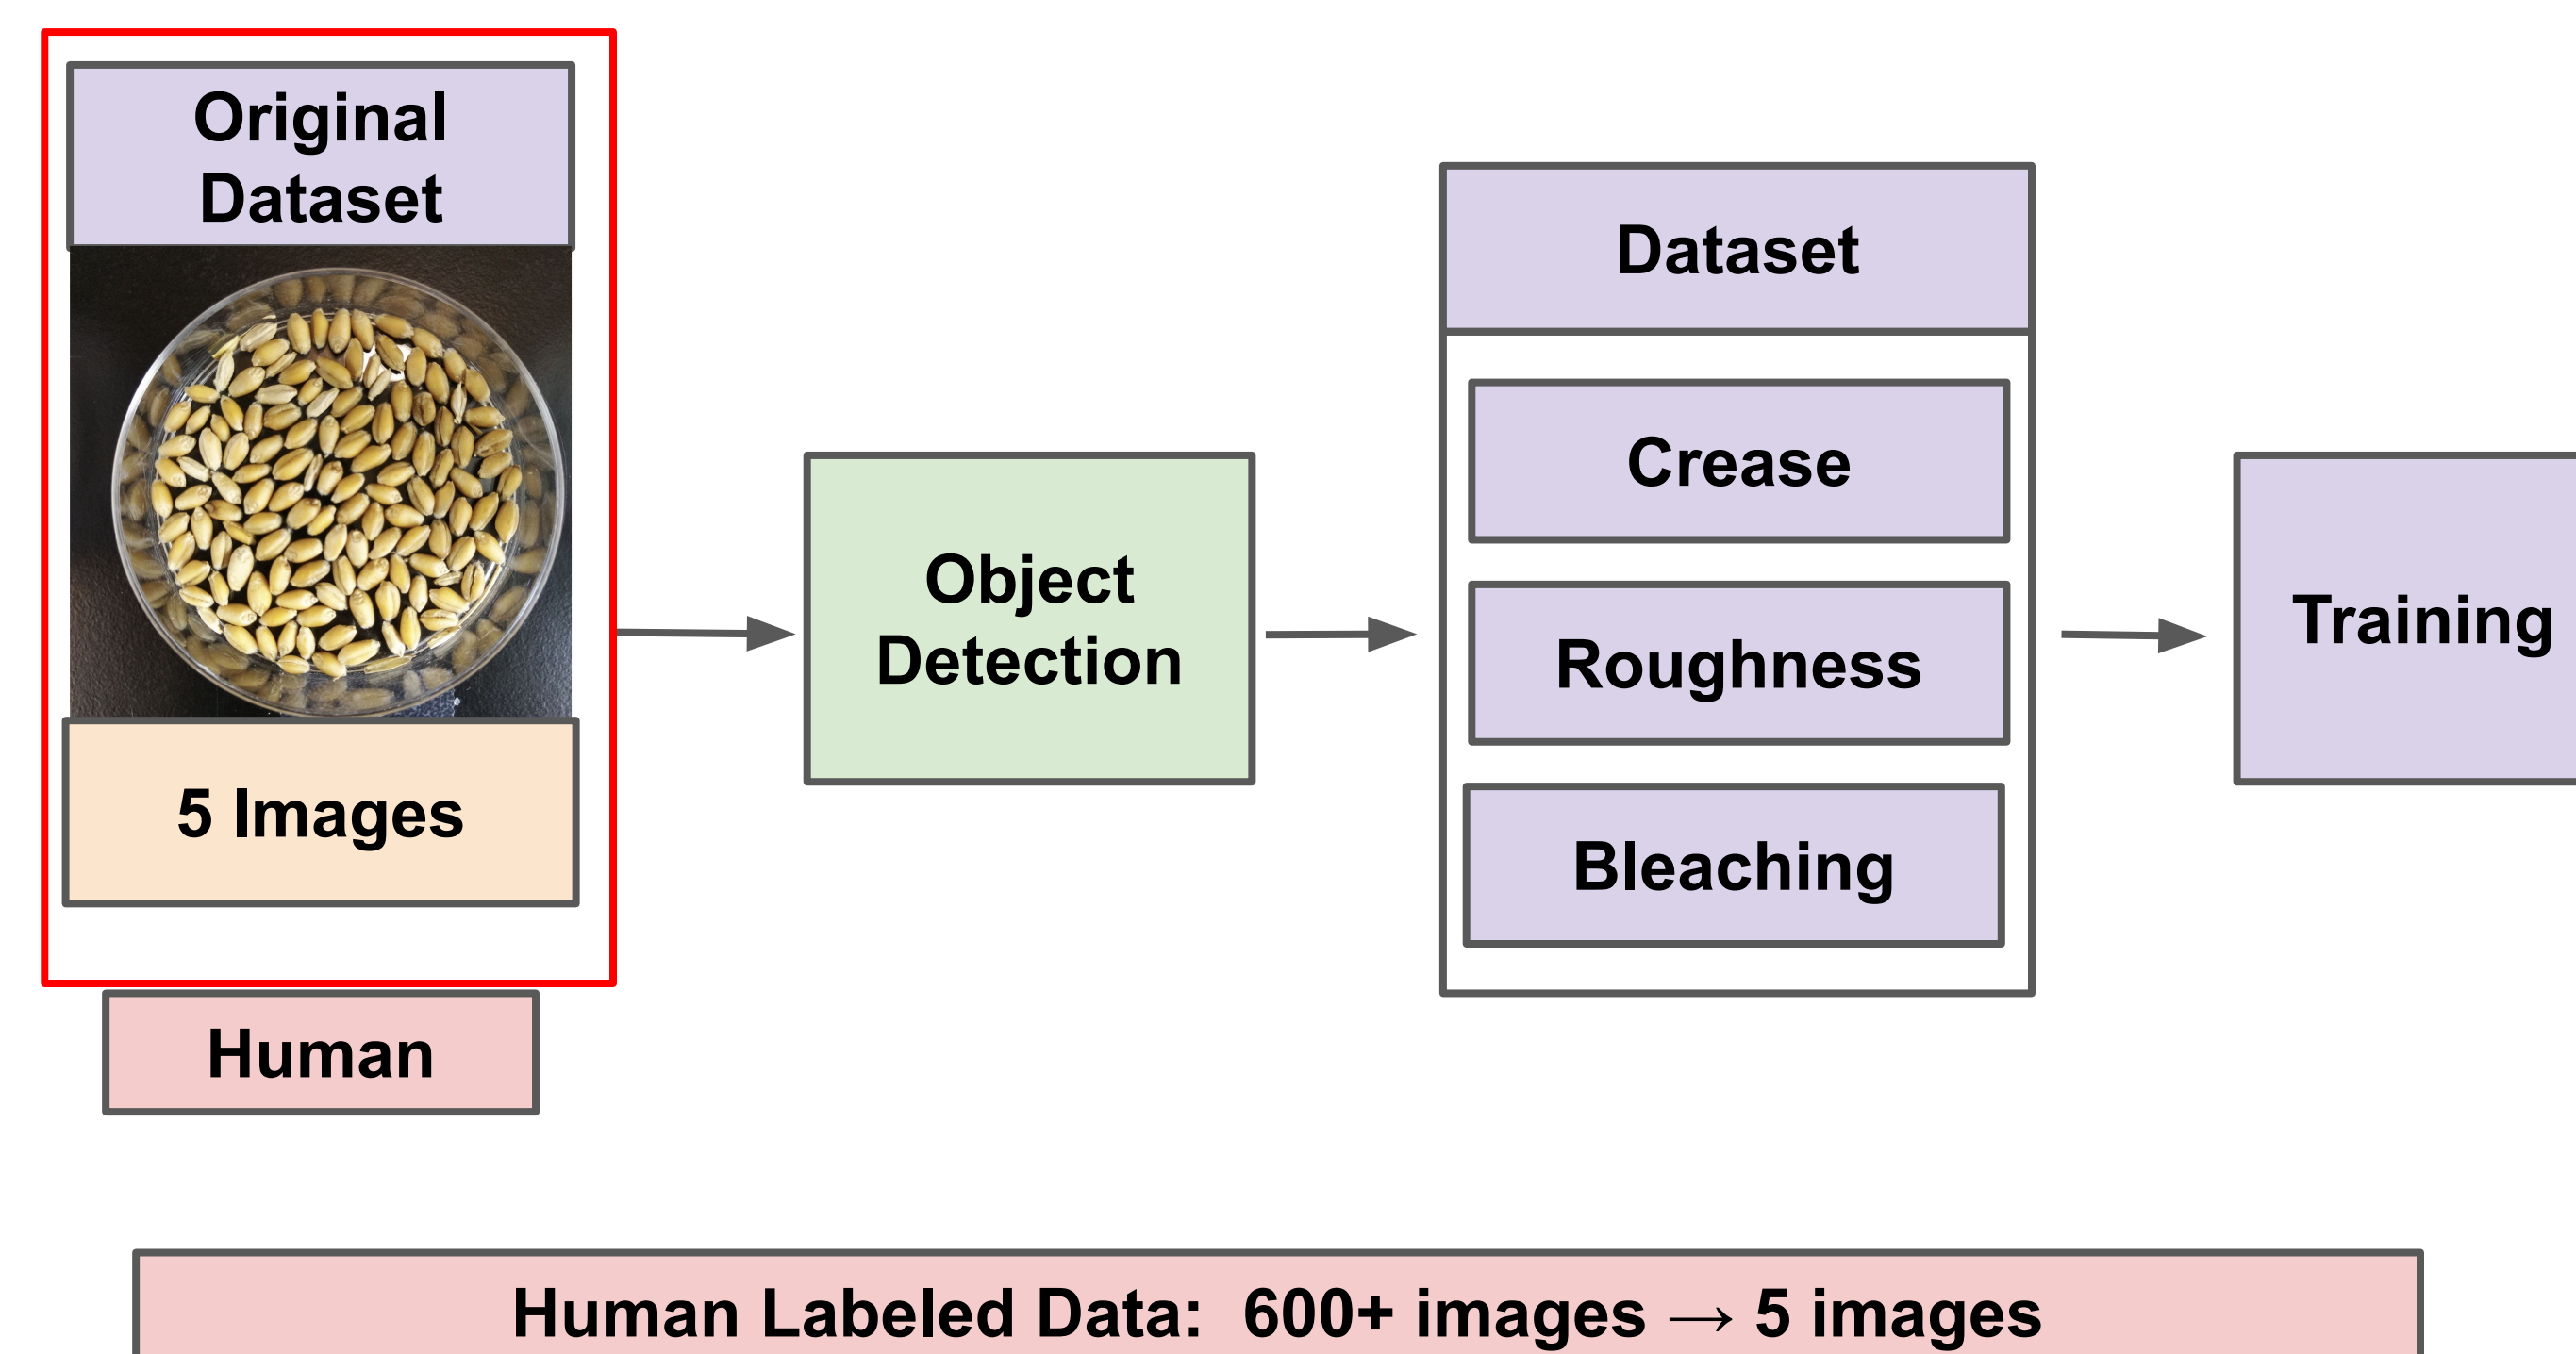 Original
Dataset
5 Images
Human
Object
Detection
Dataset
Crease
Roughness
Bleaching
Training
Human Labeled Data:  600+ images → 5 images